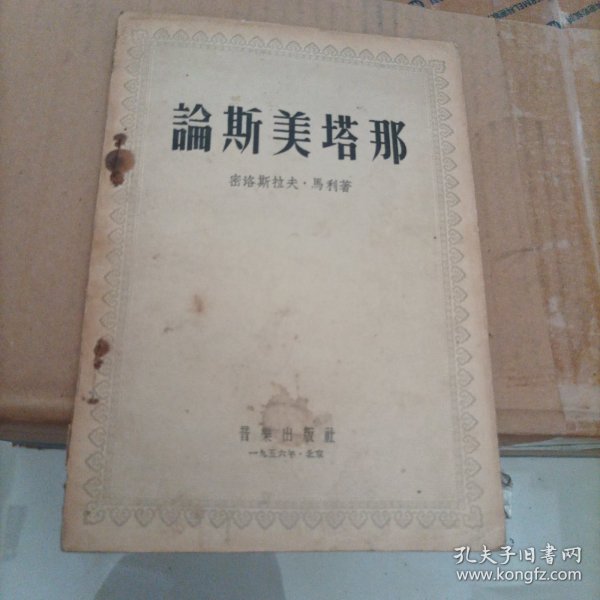 論斯美塔那
密洛斯拉夫·馬利著
音樂出版社
一九五六年·北京
孔夫子旧书网
www.kongfz.com